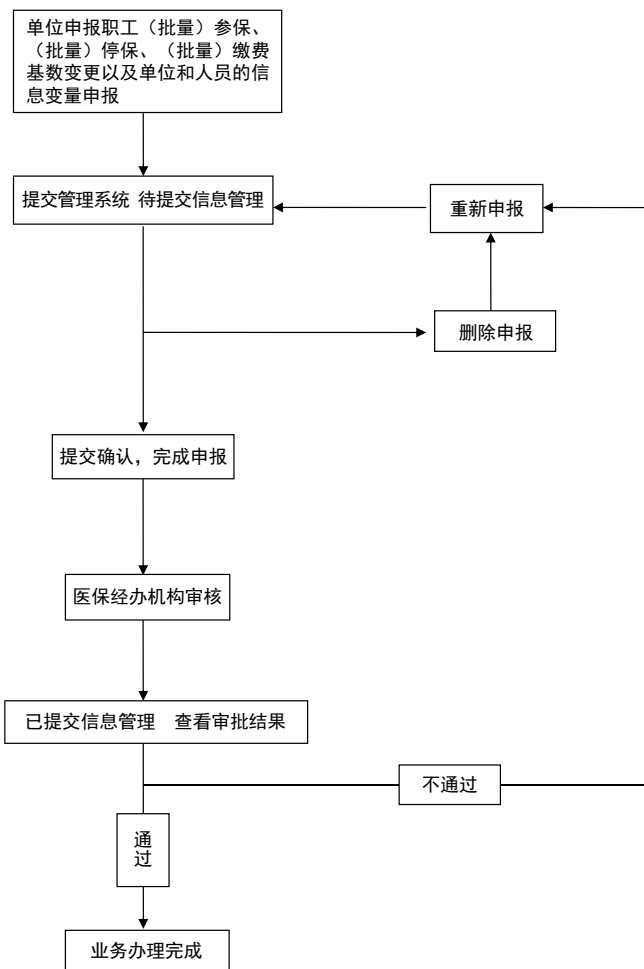 单位申报职工（批量）参保、
（批量）停保、（批量）缴费
基数变更以及单位和人员的信
息变量申报
提交管理系统 待提交信息管理
重新申报
删除申报
提交确认，完成申报
医保经办机构审核
已提交信息管理 查看审批结果
不通过
通
过
业务办理完成